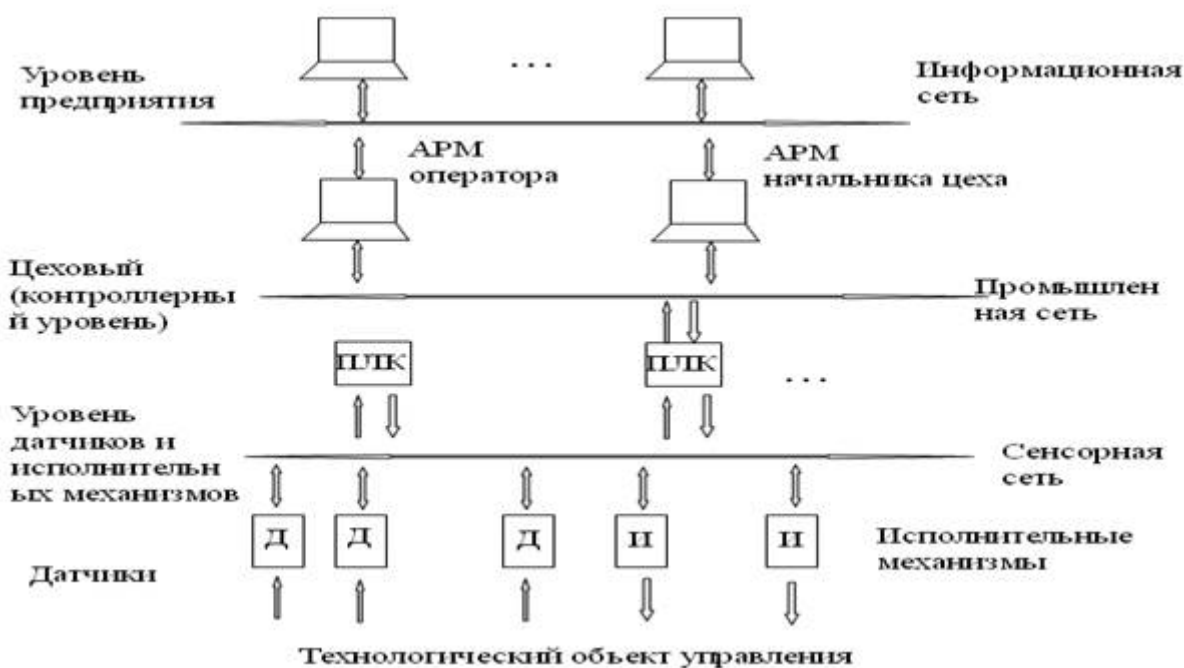 . . .
Уровень
предприятия
Информационная
сеть
АРМ
оператора
АРМ
начальника цеха
Цеховый
(контроллерны
й уровень)
Промышлен
ная сеть
ПЛК
ПЛК
. . .
Уровень
датчиков и
исполнительн
ых механизмов
Сенсорная
сеть
Д
Д
Д
И
И
Исполнительные
механизмы
Датчики
Технологический объект управления